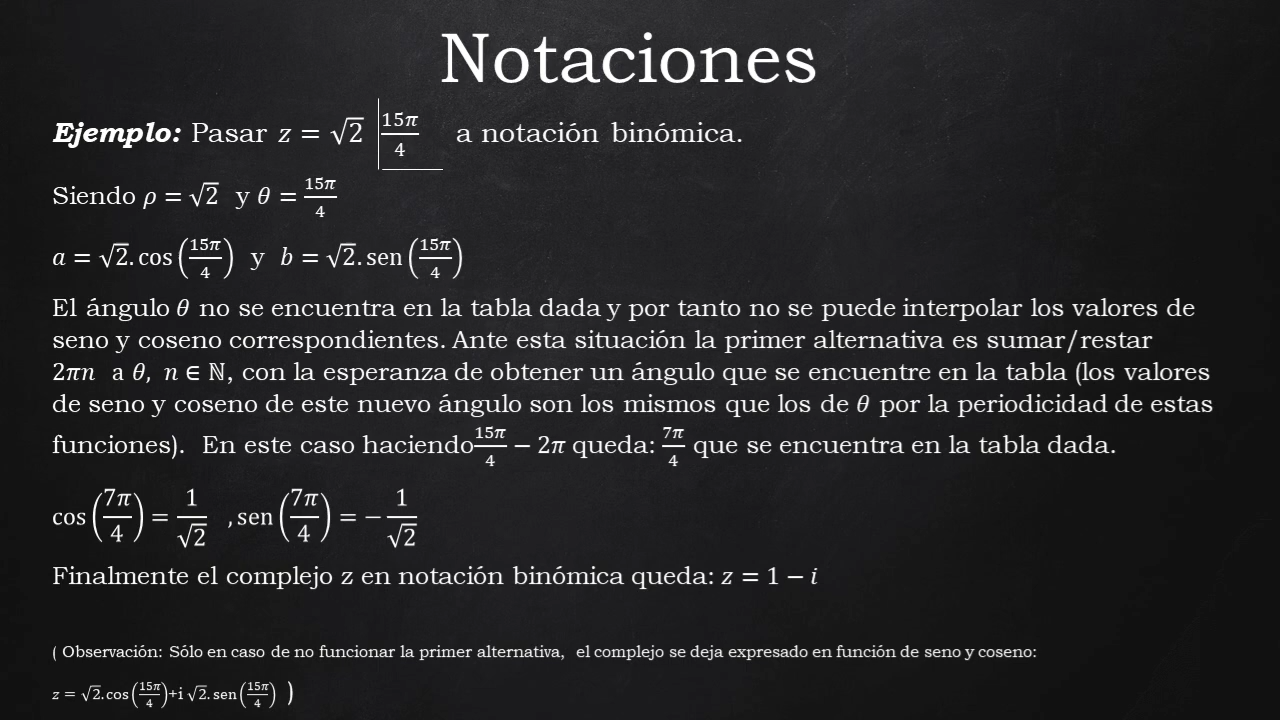 Notaciones
Ejemplo: Pasar z = √2 |15π/4 a notación binómica.
Siendo ρ = √2 y θ = 15π/4
a = √2.cos(15π/4) y b = √2.sen(15π/4)
El ángulo θ no se encuentra en la tabla dada y por tanto no se puede interpolar los valores de
seno y coseno correspondientes. Ante esta situación la primer alternativa es sumar/restar
2πn a θ, n ∈ ℕ, con la esperanza de obtener un ángulo que se encuentre en la tabla (los valores
de seno y coseno de este nuevo ángulo son los mismos que los de θ por la periodicidad de estas
funciones). En este caso haciendo 15π/4 − 2π queda: 7π/4 que se encuentra en la tabla dada.
cos(7π/4) = 1/√2 , sen(7π/4) = −1/√2
Finalmente el complejo z en notación binómica queda: z = 1 − i
( Observación: Sólo en caso de no funcionar la primer alternativa, el complejo se deja expresado en función de seno y coseno:
z = √2.cos(15π/4)+i √2.sen(15π/4) )